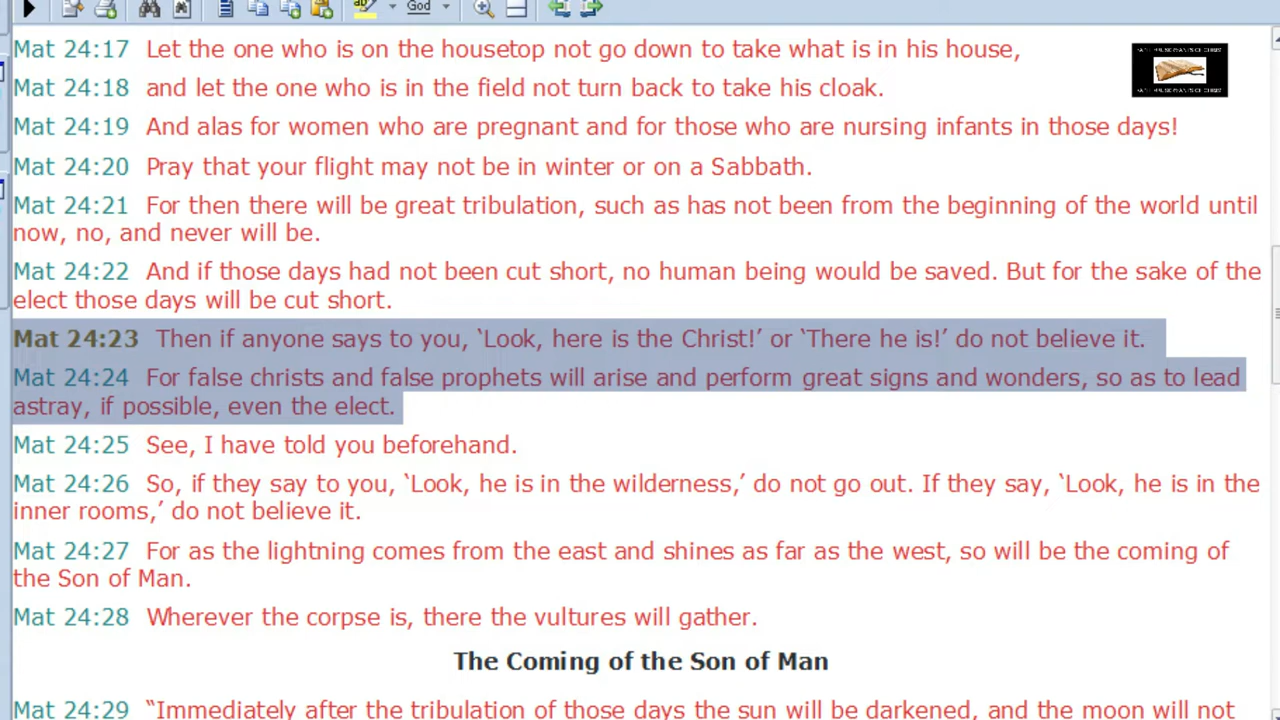 God
Mat 24:17 Let the one who is on the housetop not go down to take what is in his house,
Mat 24:18 and let the one who is in the field not turn back to take his cloak.
Mat 24:19 And alas for women who are pregnant and for those who are nursing infants in those days!
Mat 24:20 Pray that your flight may not be in winter or on a Sabbath.
Mat 24:21 For then there will be great tribulation, such as has not been from the beginning of the world until
now, no, and never will be.
Mat 24:22 And if those days had not been cut short, no human being would be saved. But for the sake of the
elect those days will be cut short.
Mat 24:23 Then if anyone says to you, ‘Look, here is the Christ!’ or ‘There he is!’ do not believe it.
Mat 24:24 For false christs and false prophets will arise and perform great signs and wonders, so as to lead
astray, if possible, even the elect.
Mat 24:25 See, I have told you beforehand.
Mat 24:26 So, if they say to you, ‘Look, he is in the wilderness,’ do not go out. If they say, ‘Look, he is in the
inner rooms,’ do not believe it.
Mat 24:27 For as the lightning comes from the east and shines as far as the west, so will be the coming of
the Son of Man.
Mat 24:28 Wherever the corpse is, there the vultures will gather.
The Coming of the Son of Man
Mat 24:29 “Immediately after the tribulation of those days the sun will be darkened, and the moon will not